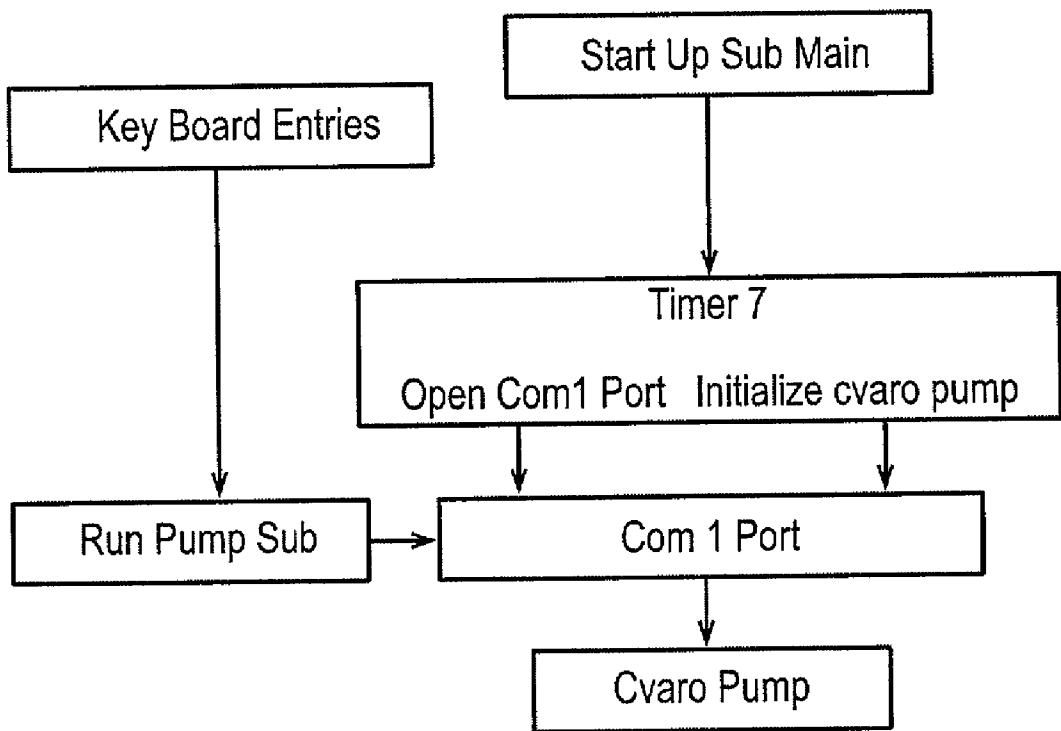 Start Up Sub Main
Key Board Entries
Timer 7
Open Com1 Port Initialize cvaro pump
Run Pump Sub
Com 1 Port
Cvaro Pump